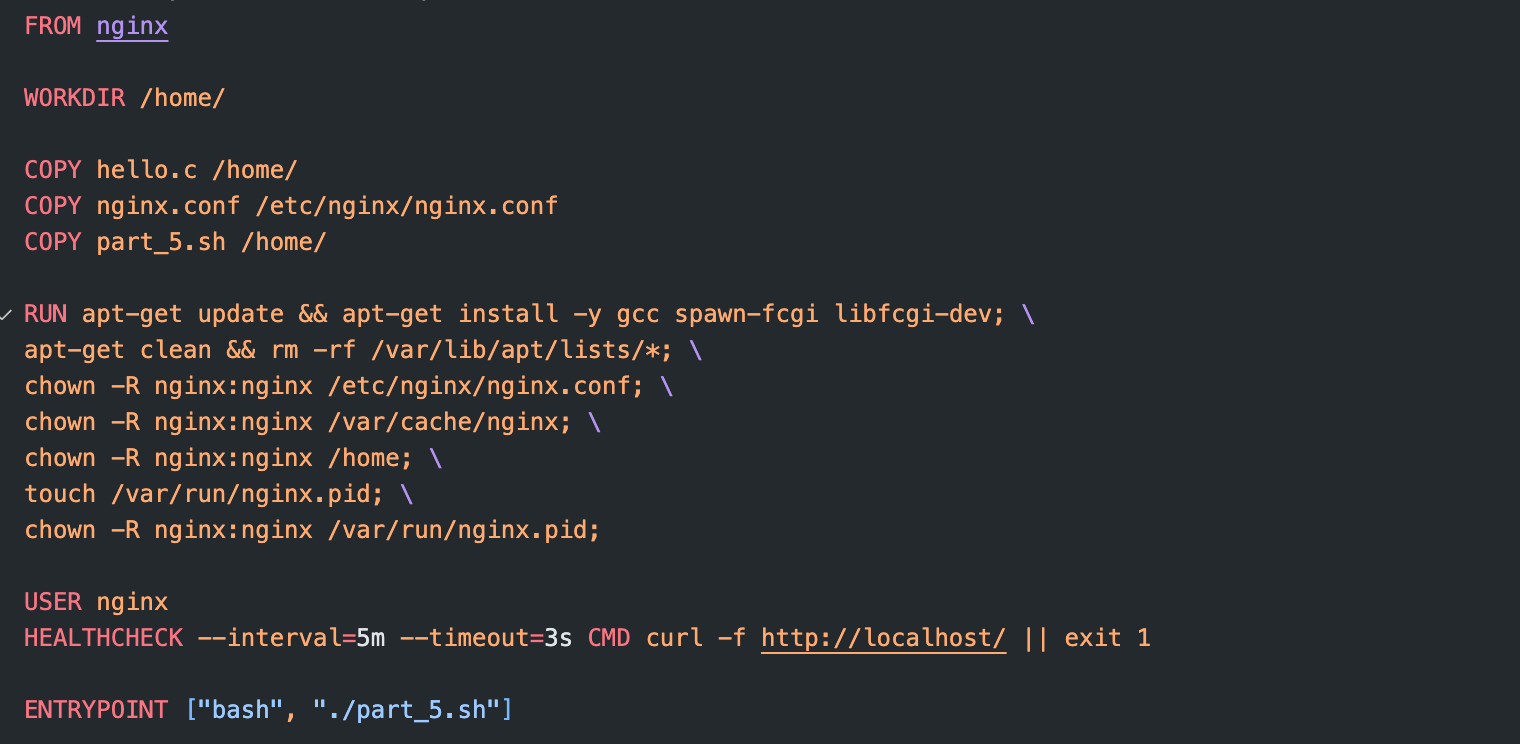 FROM nginx
WORKDIR /home/
COPY hello.c /home/
COPY nginx.conf /etc/nginx/nginx.conf
COPY part_5.sh /home/
RUN apt-get update && apt-get install -y gcc spawn-fcgi libfcgi-dev; \
apt-get clean && rm -rf /var/lib/apt/lists/*; \
chown -R nginx:nginx /etc/nginx/nginx.conf; \
chown -R nginx:nginx /var/cache/nginx; \
chown -R nginx:nginx /home; \
touch /var/run/nginx.pid; \
chown -R nginx:nginx /var/run/nginx.pid;
USER nginx
HEALTHCHECK --interval=5m --timeout=3s CMD curl -f http://localhost/ || exit 1
ENTRYPOINT ["bash", "./part_5.sh"]